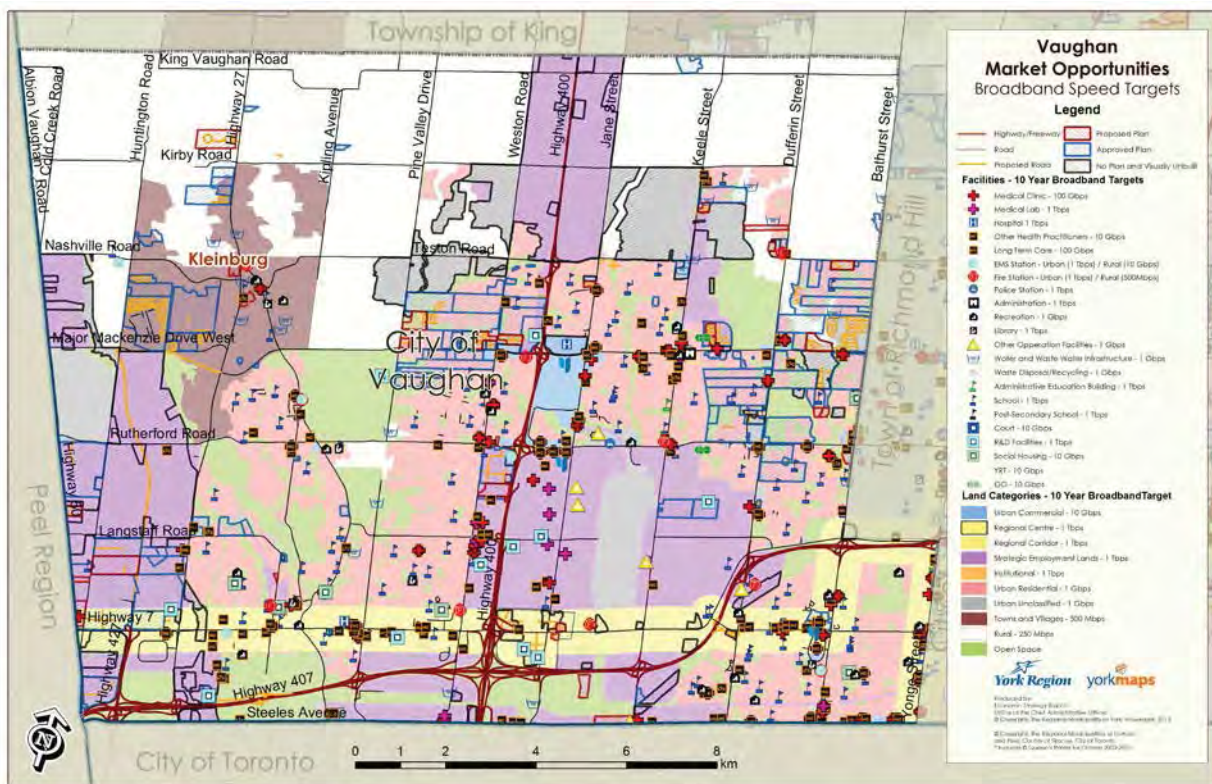 Township of King
King Vaughan Road
Albion Vaughan Road
Cold Creek Road
Huntington Road
Highway 27
Kipling Avenue
Pine Valley Drive
Weston Road
Highway 400
Jane Street
Keele Street
Dufferin Street
Bathurst Street
Kirby Road
Nashville Road
Teston Road
Kleinburg
Major Mackenzie Drive West
City of
Vaughan
Town of Richmond Hill
Rutherford Road
Langstaff Road
Highway 400
Peel Region
Highway 7
Highway 427
Highway 407
Steeles Avenue
City of Toronto
2 4 6 8
km
Vaughan
Market Opportunities
Broadband Speed Targets
Legend
Highway/Freeway
Road
Proposed Road
Proposed Plan
Approved Plan
No Plan and Visually Unbuilt
Facilities - 10 Year Broadband Targets
Medical Clinic - 100 Gbps
Medical Lab - 1 Tbps
Hospital 1 Tbps
Other Health Practitioners - 10 Gbps
Long Term Care - 100 Gbps
EMS Station - Urban (1 Tbps) / Rural (10 Gbps)
Fire Station - Urban (1 Tbps) / Rural (500Mbps)
Police Station - 1 Tbps
Administration - 1 Tbps
Recreation - 1 Gbps
Library - 1 Tbps
Other Opperation Facilities - 1 Gbps
Water and Waste Water Infrastructure - 1 Gbps
Waste Disposal/Recycling - 1 Gbps
Administrative Education Building - 1 Tbps
School - 1 Tbps
Post-Secondary School - 1 Tbps
Court - 10 Gbps
R&D Facilities - 1 Tbps
Social Housing - 10 Gbps
YRT - 10 Gbps
GO - 10 Gbps
Land Categories - 10 Year BroadbandTarget
Urban Commercial - 10 Gbps
Regional Centre - 1 Tbps
Regional Corridor - 1 Tbps
Strategic Employment Lands - 1 Tbps
Institutional - 1 Tbps
Urban Residential - 1 Gbps
Urban Unclassified - 1 Gbps
Towns and Villages - 500 Mbps
Rural - 250 Mbps
Open Space
York Region
yorkmaps
Produced by: